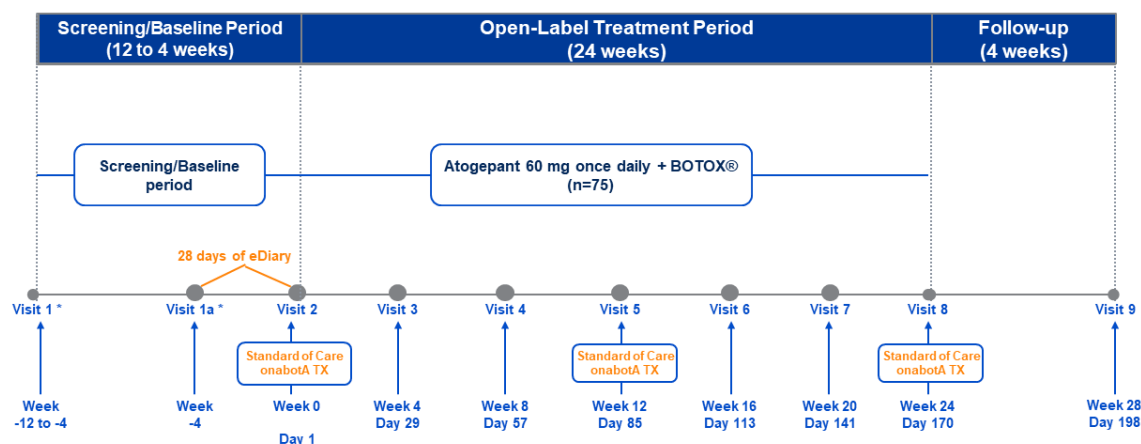 Screening/Baseline Period
(12 to 4 weeks)
Open-Label Treatment Period
(24 weeks)
Follow-up
(4 weeks)
Screening/Baseline
period
Atogepant 60 mg once daily + BOTOX®
(n=75)
28 days of eDiary
Visit 1 *
Visit 1a *
Visit 2
Visit 3
Visit 4
Visit 5
Visit 6
Visit 7
Visit 8
Visit 9
Standard of Care
onabotA TX
Standard of Care
onabotA TX
Standard of Care
onabotA TX
Week
-12 to -4
Week
-4
Week 0
Day 1
Week 4
Day 29
Week 8
Day 57
Week 12
Day 85
Week 16
Day 113
Week 20
Day 141
Week 24
Day 170
Week 28
Day 198